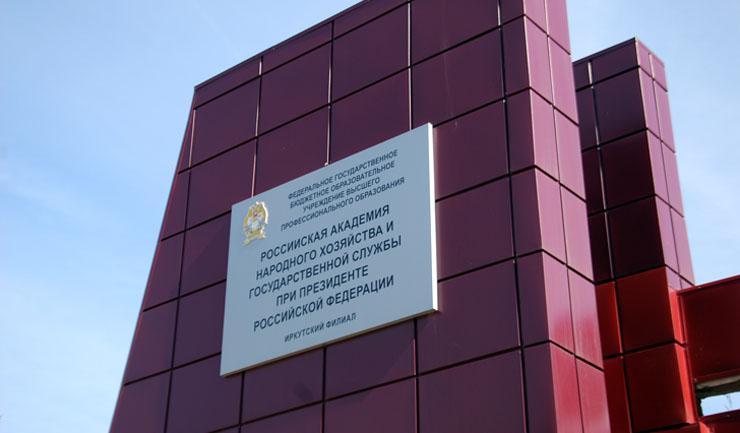 ФЕДЕРАЛЬНОЕ ГОСУДАРСТВЕННОЕ
БЮДЖЕТНОЕ ОБРАЗОВАТЕЛЬНОЕ
УЧРЕЖДЕНИЕ ВЫСШЕГО
ПРОФЕССИОНАЛЬНОГО ОБРАЗОВАНИЯ
РОССИЙСКАЯ АКАДЕМИЯ
НАРОДНОГО ХОЗЯЙСТВА И
ГОСУДАРСТВЕННОЙ СЛУЖБЫ
ПРИ ПРЕЗИДЕНТЕ
РОССИЙСКОЙ ФЕДЕРАЦИИ
ИРКУТСКИЙ ФИЛИАЛ